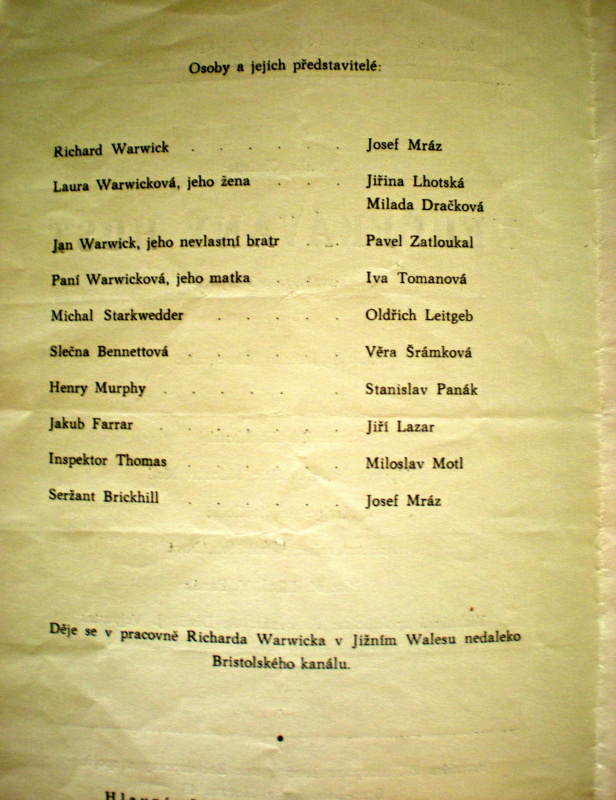 Osoby a jejich představitelé:
Richard Warwick . . . . . . Josef Mráz
Laura Warwicková, jeho žena . . . Jiřina Lhotská
Milada Dračková
Jan Warwick, jeho nevlastní bratr . . Pavel Zatloukal
Paní Warwicková, jeho matka . . . Iva Tomanová
Michal Starkwedder . . . . . Oldřich Leitgeb
Slečna Bennettová . . . . . . Věra Šrámková
Henry Murphy . . . . . . Stanislav Panák
Jakub Farrar . . . . . . Jiří Lazar
Inspektor Thomas . . . . . . Miloslav Motl
Seržant Brickhill . . . . . . Josef Mráz
Děje se v pracovně Richarda Warwicka v Jižním Walesu nedaleko
Bristolského kanálu.